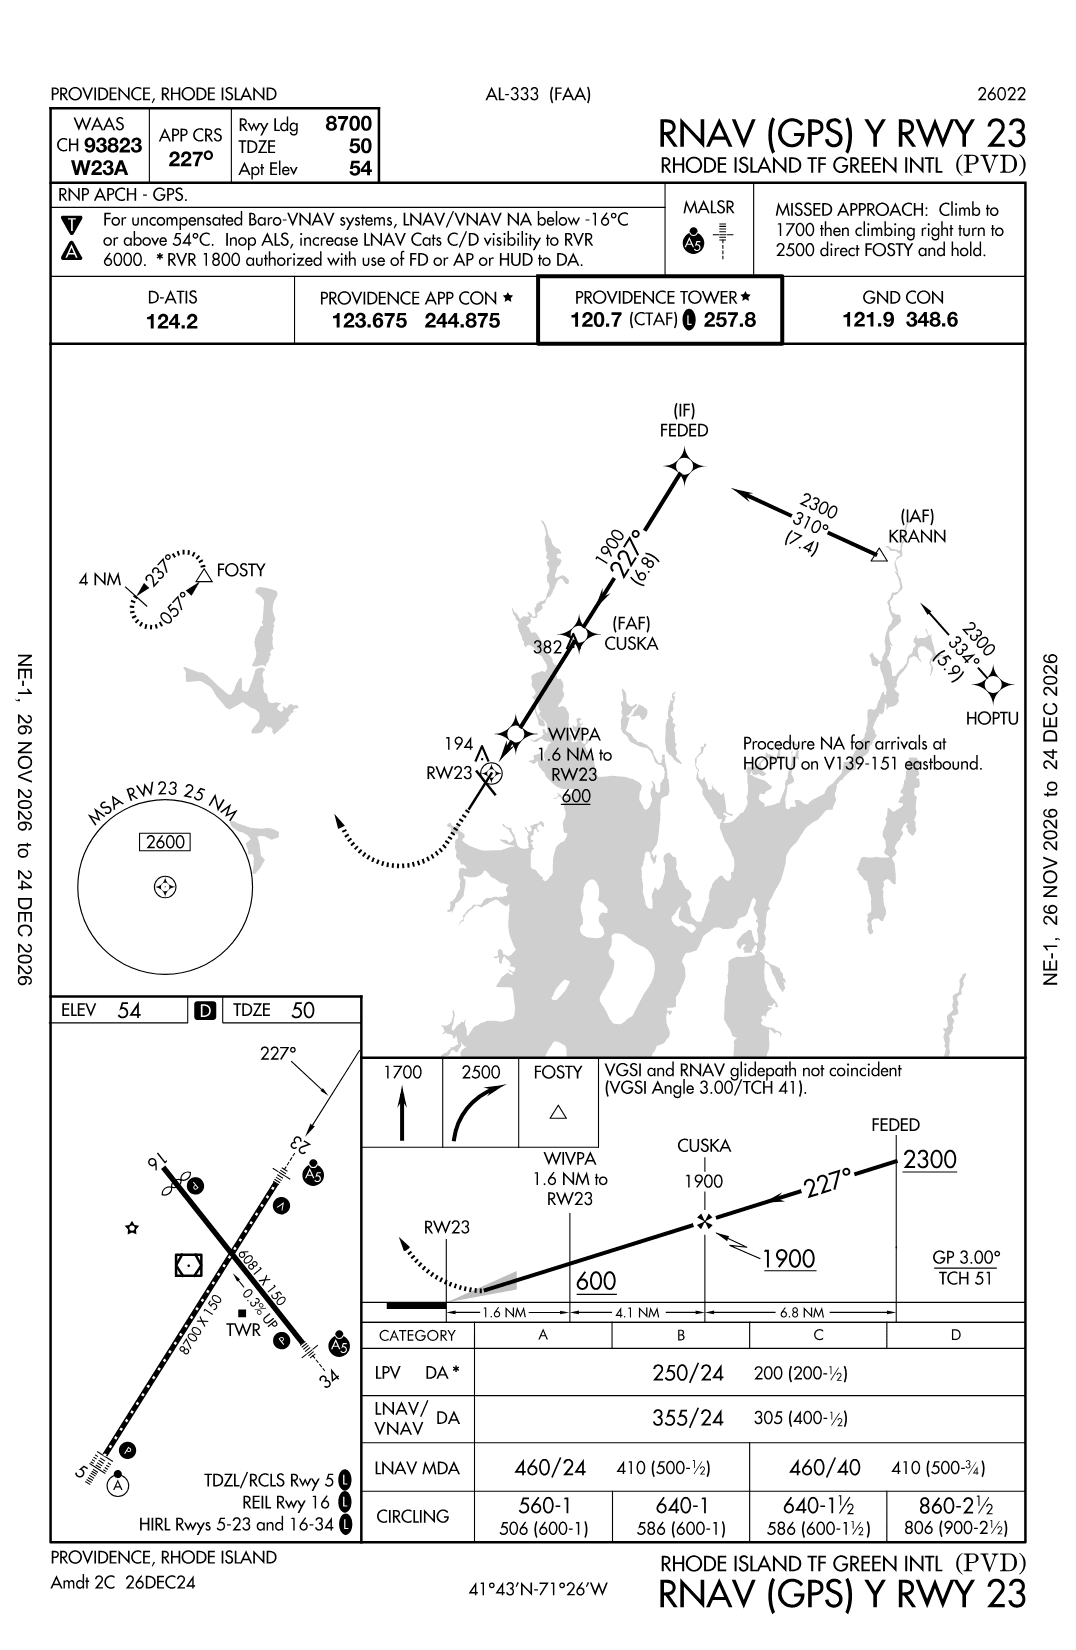 PROVIDENCE, RHODE ISLAND
AL-333 (FAA)
26022
WAAS
CH 93823
W23A
APP CRS
227°
Rwy Ldg 8700
TDZE 50
Apt Elev 54
RNAV (GPS) Y RWY 23
RHODE ISLAND TF GREEN INTL (PVD)
RNP APCH - GPS.
T
A
For uncompensated Baro-VNAV systems, LNAV/VNAV NA below -16°C
or above 54°C. Inop ALS, increase LNAV Cats C/D visibility to RVR
6000. * RVR 1800 authorized with use of FD or AP or HUD to DA.
MALSR
A5
MISSED APPROACH: Climb to
1700 then climbing right turn to
2500 direct FOSTY and hold.
D-ATIS
124.2
PROVIDENCE APP CON ★
123.675 244.875
PROVIDENCE TOWER ★
120.7 (CTAF) L 257.8
GND CON
121.9 348.6
(IF)
FEDED
2300
310°
(7.4)
(IAF)
KRANN
1900
227°
(6.8)
4 NM
237°
057°
FOSTY
(FAF)
CUSKA
382
2300
334°
(5.9)
HOPTU
WIVPA
1.6 NM to
RW23
600
194
RW23
Procedure NA for arrivals at
HOPTU on V139-151 eastbound.
MSA RW23 25 NM
2600
NE-1, 26 NOV 2026 to 24 DEC 2026
NE-1, 26 NOV 2026 to 24 DEC 2026
ELEV 54
D
TDZE 50
227°
23
A5
V
16
P
6081 X 150
0.3% UP
8700 X 150
TWR
P
A5
34
5
P
A
TDZL/RCLS Rwy 5 L
REIL Rwy 16 L
HIRL Rwys 5-23 and 16-34 L
1700
2500
FOSTY
VGSI and RNAV glidepath not coincident
(VGSI Angle 3.00/TCH 41).
FEDED
2300
CUSKA
1900
227°
WIVPA
1.6 NM to
RW23
RW23
1900
600
GP 3.00°
TCH 51
1.6 NM
4.1 NM
6.8 NM
CATEGORY A B C D
LPV DA * 250/24 200 (200-½)
LNAV/
VNAV DA 355/24 305 (400-½)
LNAV MDA 460/24 410 (500-½) 460/40 410 (500-¾)
CIRCLING
560-1 640-1 640-1½ 860-2½
506 (600-1) 586 (600-1) 586 (600-1½) 806 (900-2½)
PROVIDENCE, RHODE ISLAND
Amdt 2C 26DEC24
41°43'N-71°26'W
RHODE ISLAND TF GREEN INTL (PVD)
RNAV (GPS) Y RWY 23